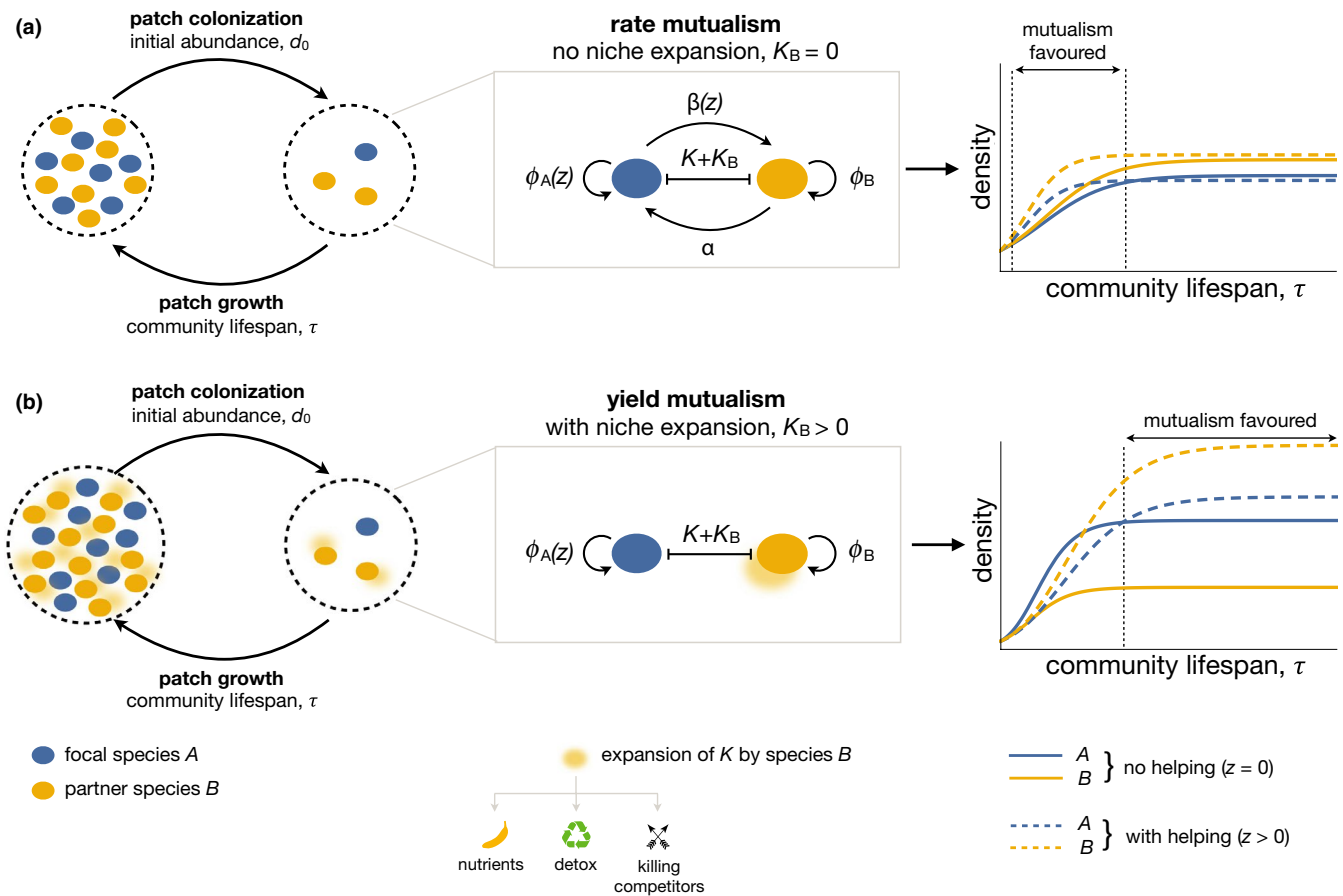 (a)
patch colonization
initial abundance, d0
patch growth
community lifespan, τ
rate mutualism
no niche expansion, KB = 0
β(z)
ϕA(z)
K+KB
ϕB
α
mutualism
favoured
density
community lifespan, τ
(b)
patch colonization
initial abundance, d0
patch growth
community lifespan, τ
yield mutualism
with niche expansion, KB > 0
ϕA(z)
K+KB
ϕB
mutualism favoured
density
community lifespan, τ
focal species A
partner species B
expansion of K by species B
nutrients
detox
killing
competitors
A
B
} no helping (z = 0)
A
B
} with helping (z > 0)